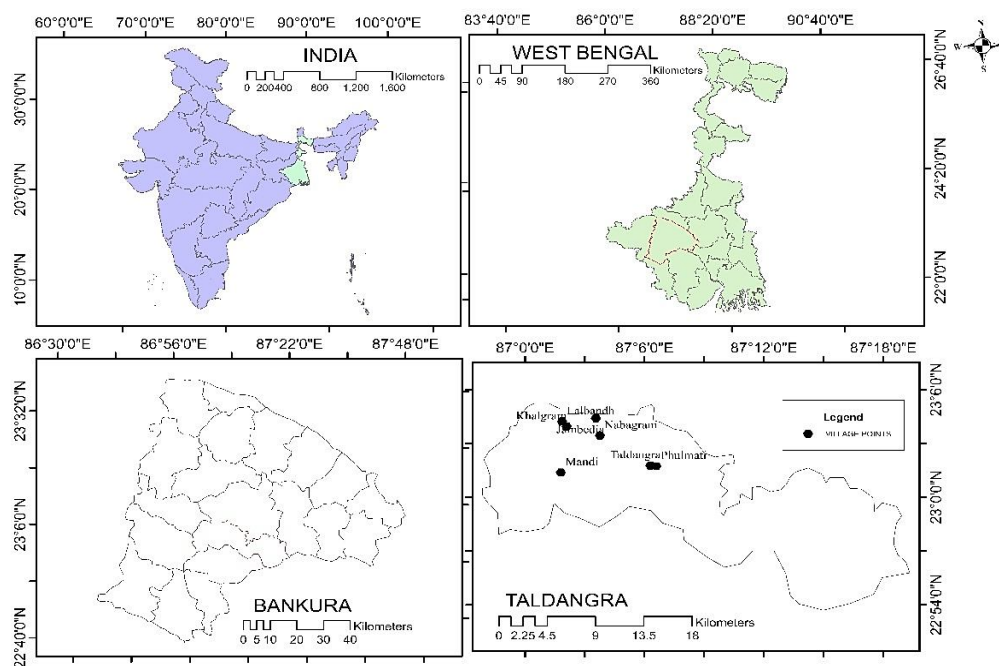 60°0'0"E 70°0'0"E 80°0'0"E 90°0'0"E 100°0'0"E
INDIA
Kilometers
0 200400 800 1,200 1,600
30°0'0"N
20°0'0"N
10°0'0"N
83°40'0"E 86°0'0"E 88°20'0"E 90°40'0"E
WEST BENGAL
Kilometers
0 45 90 180 270 360
26°40'0"N
24°20'0"N
22°0'0"N
S
W
86°30'0"E 86°56'0"E 87°22'0"E 87°48'0"E
23°32'0"N
23°6'0"N
22°40'0"N
BANKURA
Kilometers
0 5 10 20 30 40
87°0'0"E 87°6'0"E 87°12'0"E 87°18'0"E
23°6'0"N
23°0'0"N
22°54'0"N
Khalgram Lalbandh
Jambedia Nabagram
Mandi Taldangra Phulmati
Legend
VILLAGE POINTS
TALDANGRA
Kilometers
0 2.25 4.5 9 13.5 18